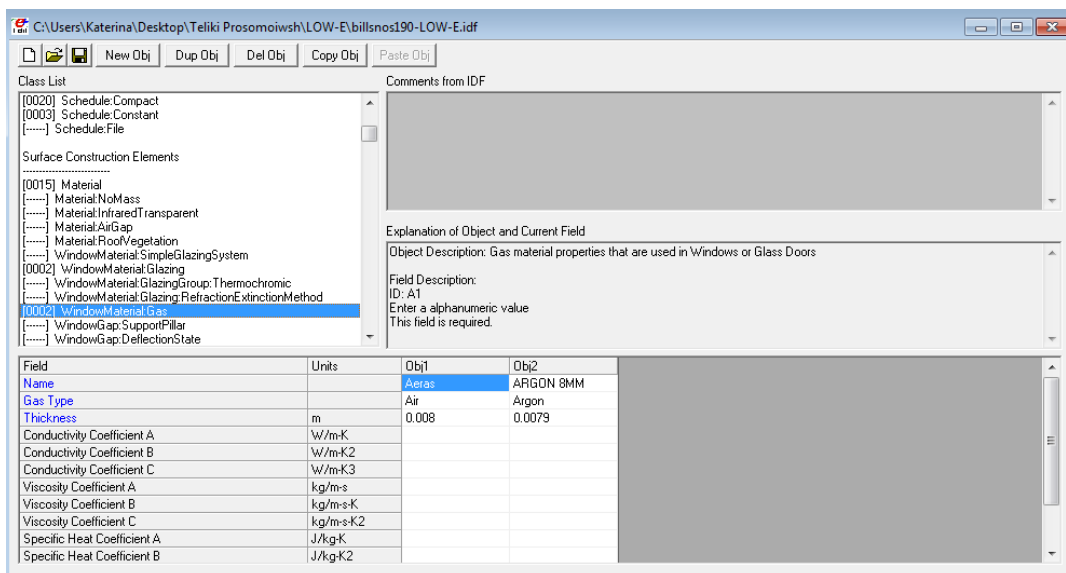 C:\Users\Katerina\Desktop\Teliki Prosomoiwsh\LOW-E\billsnos190-LOW-E.idf
New Obj Dup Obj Del Obj Copy Obj Paste Obj
Class List
[0020] Schedule:Compact
[0003] Schedule:Constant
[------] Schedule:File
Surface Construction Elements
--------------------------
[0015] Material
[------] Material:NoMass
[------] Material:InfraredTransparent
[------] Material:AirGap
[------] Material:RoofVegetation
[------] WindowMaterial:SimpleGlazingSystem
[0002] WindowMaterial:Glazing
[------] WindowMaterial:GlazingGroup:Thermochromic
[------] WindowMaterial:Glazing:RefractionExtinctionMethod
[0002] WindowMaterial:Gas
[------] WindowGap:SupportPillar
[------] WindowGap:DeflectionState
Comments from IDF
Explanation of Object and Current Field
Object Description: Gas material properties that are used in Windows or Glass Doors
Field Description:
ID: A1
Enter a alphanumeric value
This field is required.
Field Units Obj1 Obj2
Name Aeras ARGON 8MM
Gas Type Air Argon
Thickness m 0.008 0.0079
Conductivity Coefficient A W/m-K
Conductivity Coefficient B W/m-K2
Conductivity Coefficient C W/m-K3
Viscosity Coefficient A kg/m-s
Viscosity Coefficient B kg/m-s-K
Viscosity Coefficient C kg/m-s-K2
Specific Heat Coefficient A J/kg-K
Specific Heat Coefficient B J/kg-K2